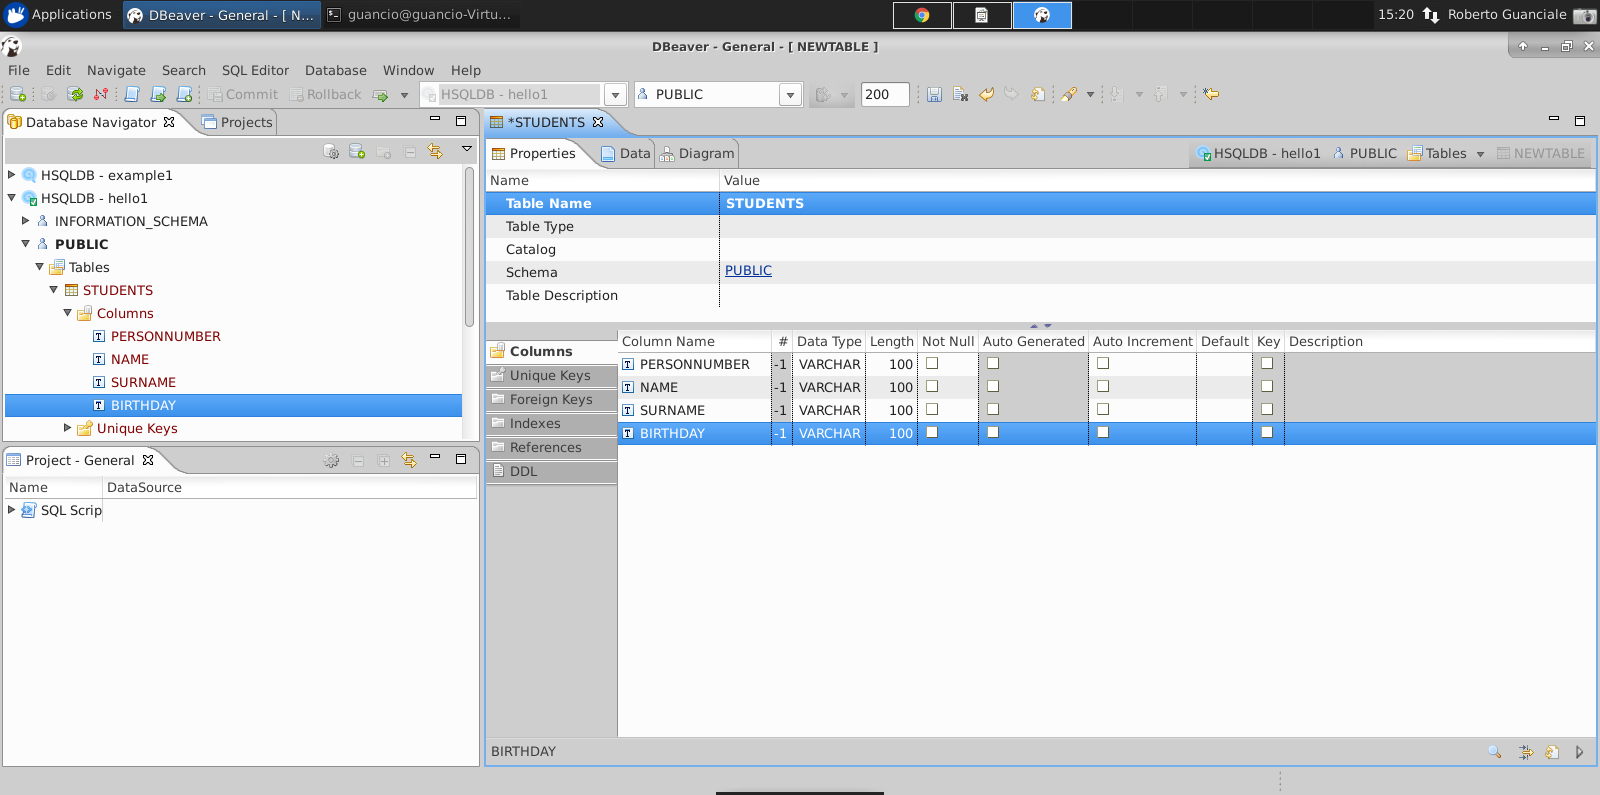 Applications DBeaver - General - [ N... guancio@guancio-Virtu... 15:20 Roberto Guanciale
DBeaver - General - [ NEWTABLE ]
File Edit Navigate Search SQL Editor Database Window Help
Commit Rollback HSQLDB - hello1 PUBLIC 200
Database Navigator Projects
HSQLDB - example1
HSQLDB - hello1
INFORMATION_SCHEMA
PUBLIC
Tables
STUDENTS
Columns
PERSONNUMBER
NAME
SURNAME
BIRTHDAY
Unique Keys
Project - General
Name DataSource
SQL Scrip
*STUDENTS
Properties Data Diagram HSQLDB - hello1 PUBLIC Tables NEWTABLE
Name Value
Table Name STUDENTS
Table Type
Catalog
Schema PUBLIC
Table Description
Columns
Unique Keys
Foreign Keys
Indexes
References
DDL
Column Name # Data Type Length Not Null Auto Generated Auto Increment Default Key Description
PERSONNUMBER -1 VARCHAR 100
NAME -1 VARCHAR 100
SURNAME -1 VARCHAR 100
BIRTHDAY -1 VARCHAR 100
BIRTHDAY